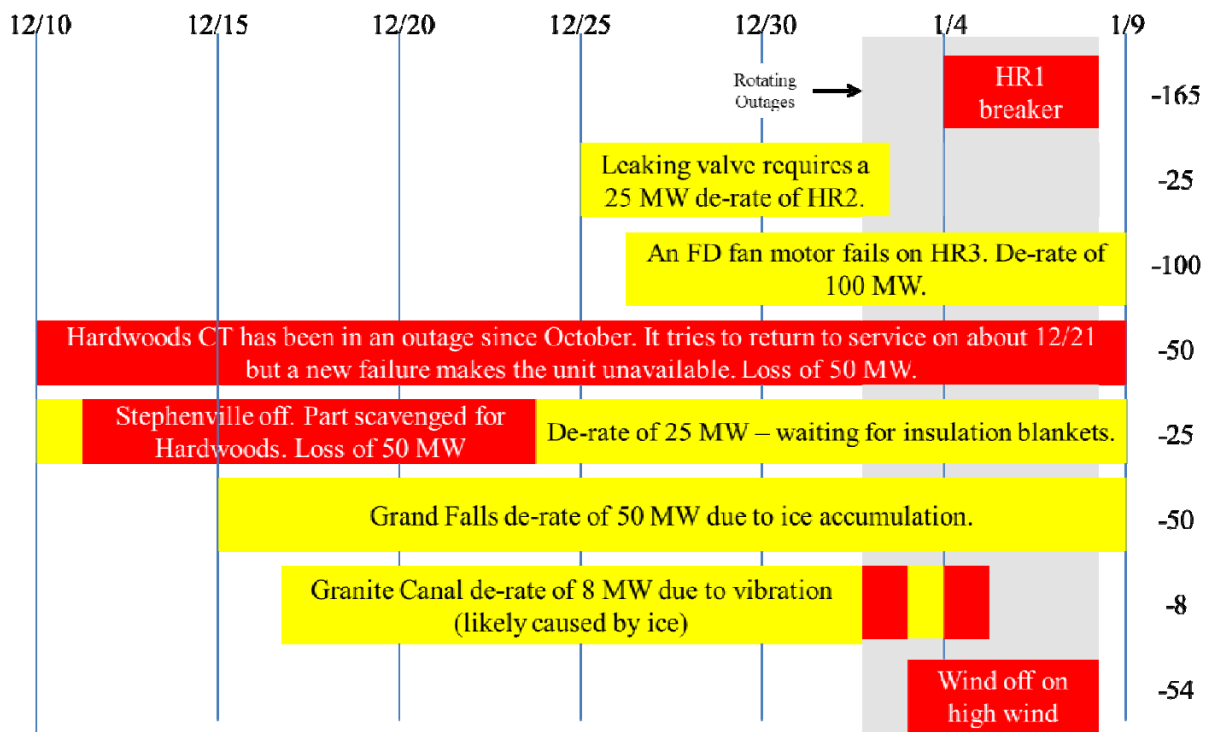 12/10 12/15 12/20 12/25 12/30 1/4 1/9
Rotating
Outages
HR1
breaker
-165
Leaking valve requires a
25 MW de-rate of HR2.
-25
An FD fan motor fails on HR3. De-rate of
100 MW.
-100
Hardwoods CT has been in an outage since October. It tries to return to service on about 12/21
but a new failure makes the unit unavailable. Loss of 50 MW.
-50
Stephenville off. Part scavenged for
Hardwoods. Loss of 50 MW
De-rate of 25 MW – waiting for insulation blankets.
-25
Grand Falls de-rate of 50 MW due to ice accumulation.
-50
Granite Canal de-rate of 8 MW due to vibration
(likely caused by ice)
-8
Wind off on
high wind
-54